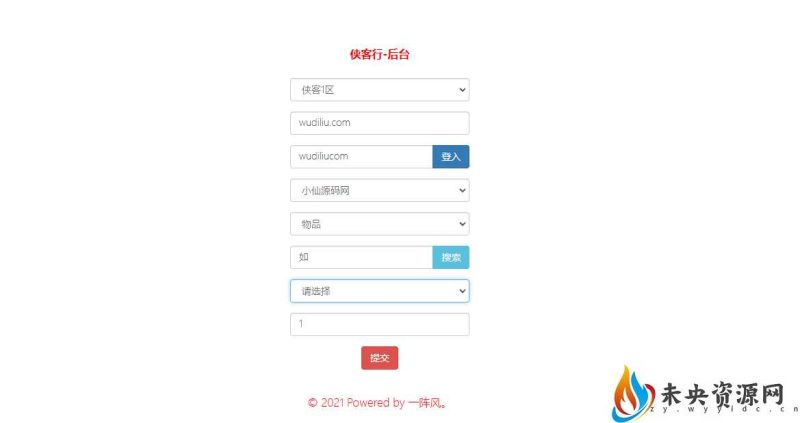 侠客行-后台
侠客1区
wudiliu.com
wudiliucom 登入
小仙源码网
物品
如 搜索
请选择
1
提交
© 2021 Powered by 一阵风。
未央资源网
zy.wyyldc.cn